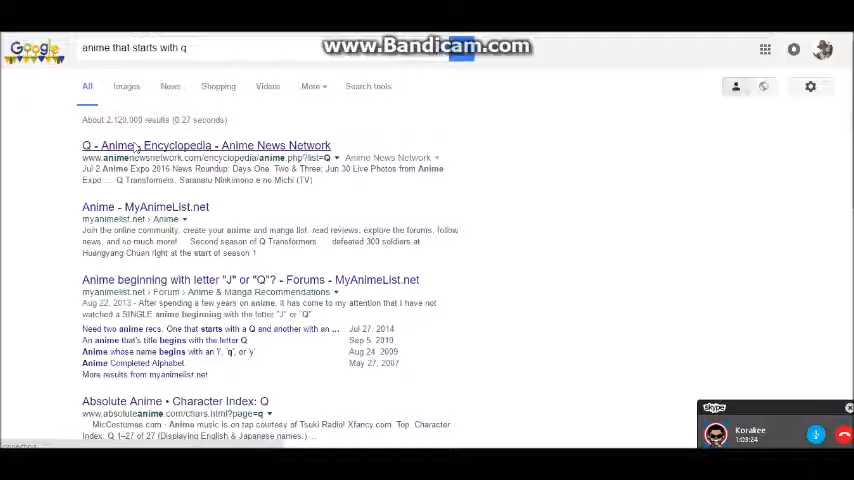 www.Bandicam.com
Google
anime that starts with q
All Images News Shopping Videos More Search tools
About 2,120,000 results (0.27 seconds)
Q - Anime - Encyclopedia - Anime News Network
www.animenewsnetwork.com/encyclopedia/anime.php?list=Q Anime News Network
Jul 2 Anime Expo 2016 News Roundup: Days One, Two & Three; Jun 30 Live Photos from Anime
Expo ... Q Transformers, Saranaru Ninkimono e no Michi (TV)
Anime - MyAnimeList.net
myanimelist.net › Anime
Join the online community, create your anime and manga list, read reviews, explore the forums, follow
news, and so much more! Second season of Q Transformers defeated 300 soldiers at
Huangyang Chuan right at the start of season 1
Anime beginning with letter "J" or "Q"? - Forums - MyAnimeList.net
myanimelist.net › Forum › Anime & Manga Recommendations
Aug 22, 2013 - After spending a few years on anime, it has come to my attention that i have not
watched a SINGLE anime beginning with the letter "J" or "Q"
Need two anime recs. One that starts with a Q and another with an ... Jul 27, 2014
An anime that's title begins with the letter Q Sep 5, 2010
Anime whose name begins with an 'i', 'q', or 'y' Aug 24, 2009
Anime Completed Alphabet. May 27, 2007
More results from myanimelist.net
Absolute Anime • Character Index: Q
www.absoluteanime.com/chars.html?page=q
MicCostumes.com · Anime music is on tap courtesy of Tsuki Radio! Xfancy.com. Top. Character
Index: Q 1–27 of 27 (Displaying English & Japanese names.) ...
skype
Korakee
1:03:24